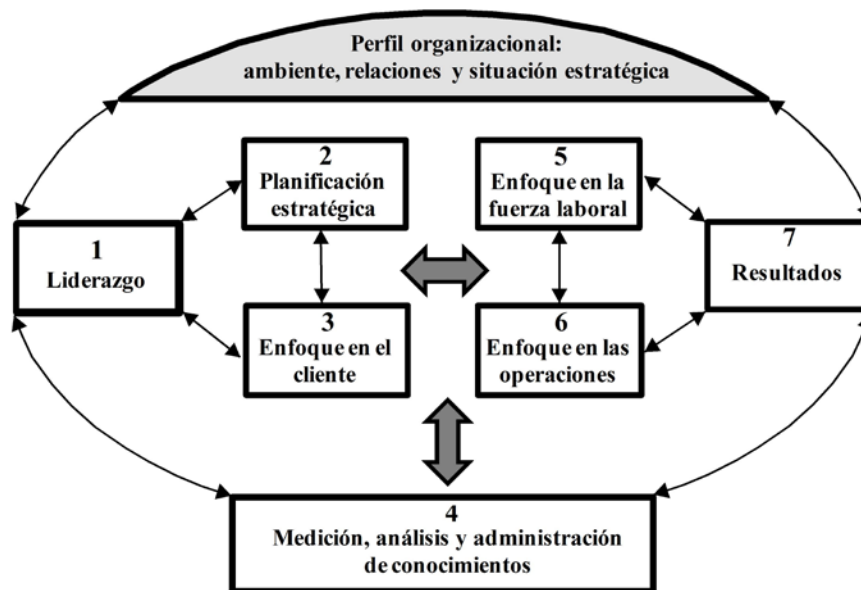 Perfil organizacional:
ambiente, relaciones y situación estratégica
2
Planificación
estratégica
5
Enfoque en la
fuerza laboral
1
Liderazgo
7
Resultados
3
Enfoque en el
cliente
6
Enfoque en las
operaciones
4
Medición, análisis y administración
de conocimientos